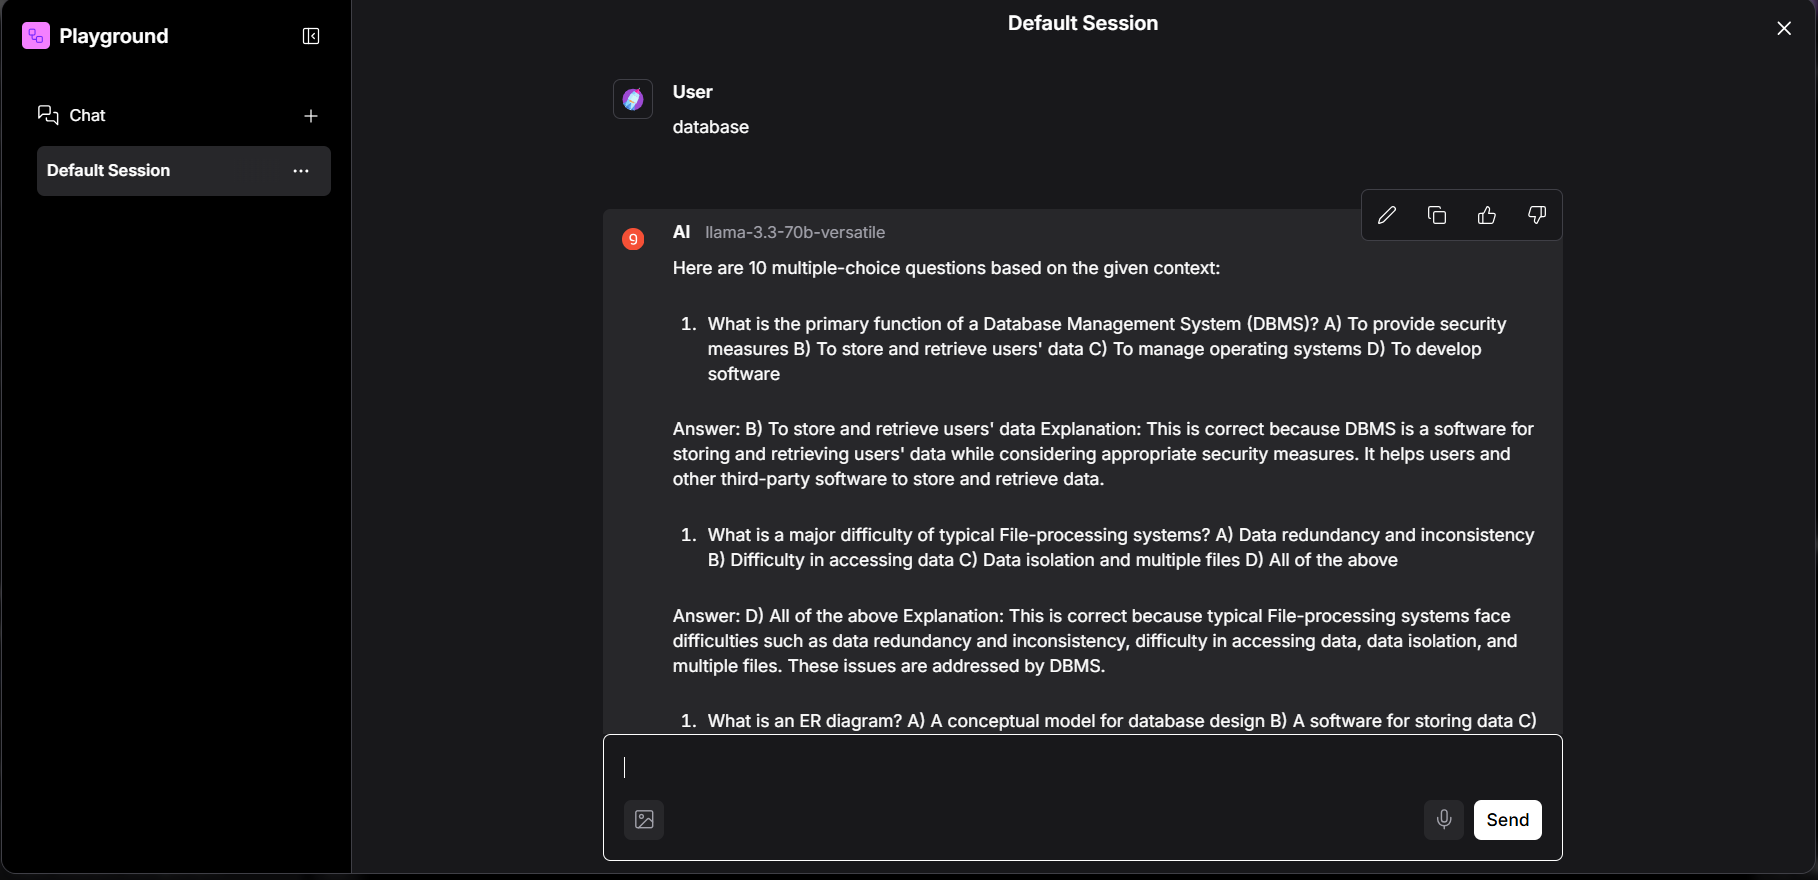 Playground
Default Session
Chat
Default Session
User
database
9
AI llama-3.3-70b-versatile
Here are 10 multiple-choice questions based on the given context:
1. What is the primary function of a Database Management System (DBMS)? A) To provide security
measures B) To store and retrieve users' data C) To manage operating systems D) To develop
software
Answer: B) To store and retrieve users' data Explanation: This is correct because DBMS is a software for
storing and retrieving users' data while considering appropriate security measures. It helps users and
other third-party software to store and retrieve data.
1. What is a major difficulty of typical File-processing systems? A) Data redundancy and inconsistency
B) Difficulty in accessing data C) Data isolation and multiple files D) All of the above
Answer: D) All of the above Explanation: This is correct because typical File-processing systems face
difficulties such as data redundancy and inconsistency, difficulty in accessing data, data isolation, and
multiple files. These issues are addressed by DBMS.
1. What is an ER diagram? A) A conceptual model for database design B) A software for storing data C)
Send